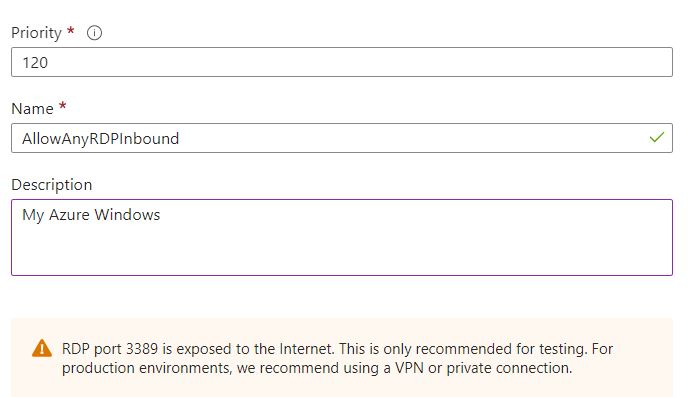 Priority *
120
Name *
AllowAnyRDPInbound
Description
My Azure Windows
RDP port 3389 is exposed to the Internet. This is only recommended for testing. For
production environments, we recommend using a VPN or private connection.